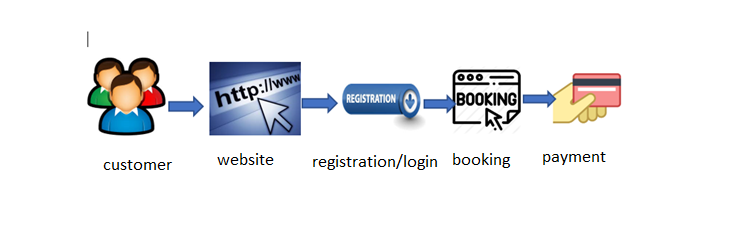 http://www
REGISTRATION
BOOKING
customer
website
registration/login
booking
payment